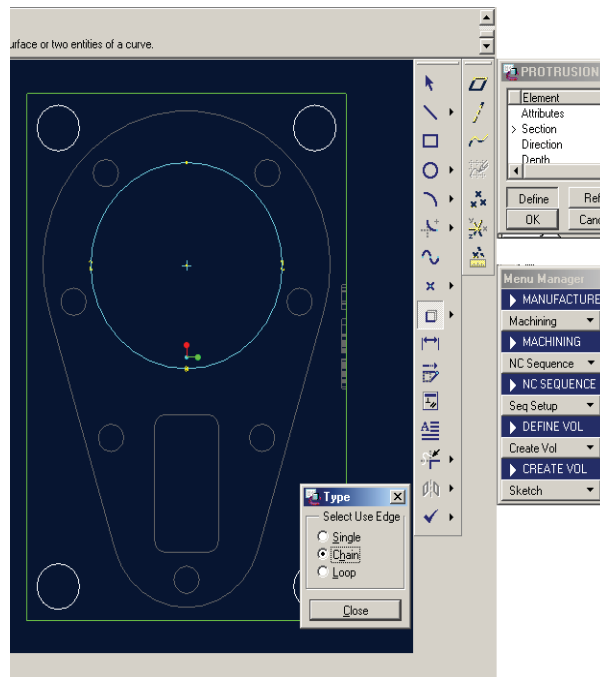 urface or two entities of a curve.
PROTRUSION
Element
Attributes
> Section
Direction
Depth
Define
Ref
OK
Canc
Menu Manager
MANUFACTURE
Machining
MACHINING
NC Sequence
NC SEQUENCE
Seq Setup
DEFINE VOL
Create Vol
CREATE VOL
Sketch
Type
Select Use Edge
Single
Chain
Loop
Close